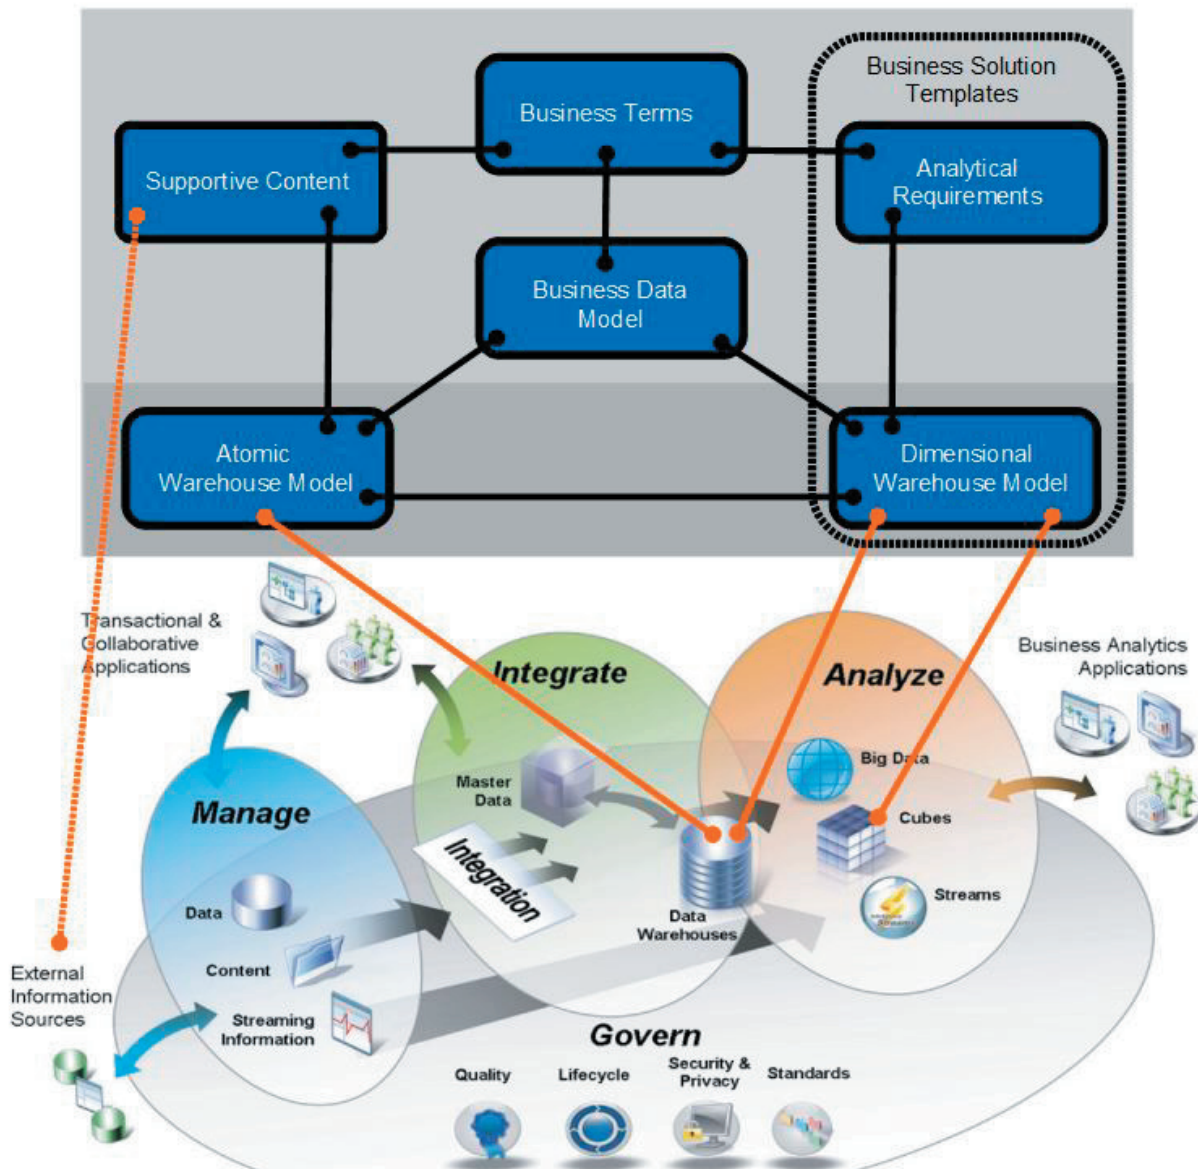 Business Solution
Templates
Business Terms
Supportive Content
Analytical
Requirements
Business Data
Model
Atomic
Warehouse Model
Dimensional
Warehouse Model
Transactional &
Collaborative
Applications
Integrate
Analyze
Business Analytics
Applications
Big Data
Master
Data
Manage
Cubes
Integration
Data
Streams
Data
Warehouses
Content
External
Information
Sources
Streaming
Information
Govern
Quality
Lifecycle
Security &
Privacy
Standards